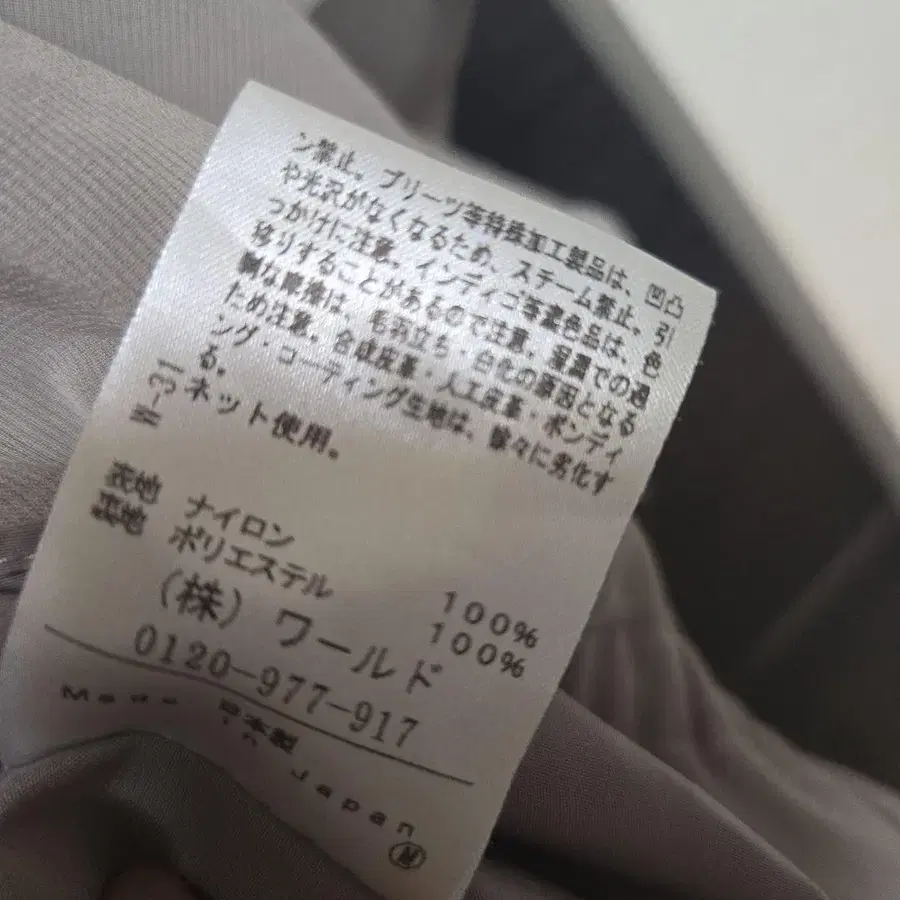 ン禁止。プリーツ等特殊加工製品は、凹凸
や光沢がなくなるため、スチーム禁止。引
っかけに注意。インディゴ等濃色品は、色
移りすることがあるので注意。湿潤での過
剰な摩擦は、毛羽立ち・白化の原因となる
ため注意。合成皮革・人工皮革・ボンディ
ング・コーティング生地は、徐々に劣化す
る。
W-31 ネット使用。
表地 ナイロン 100%
裏地 ポリエステル 100%
(株) ワールド
0120-977-917
日本製
Made in Japan
M